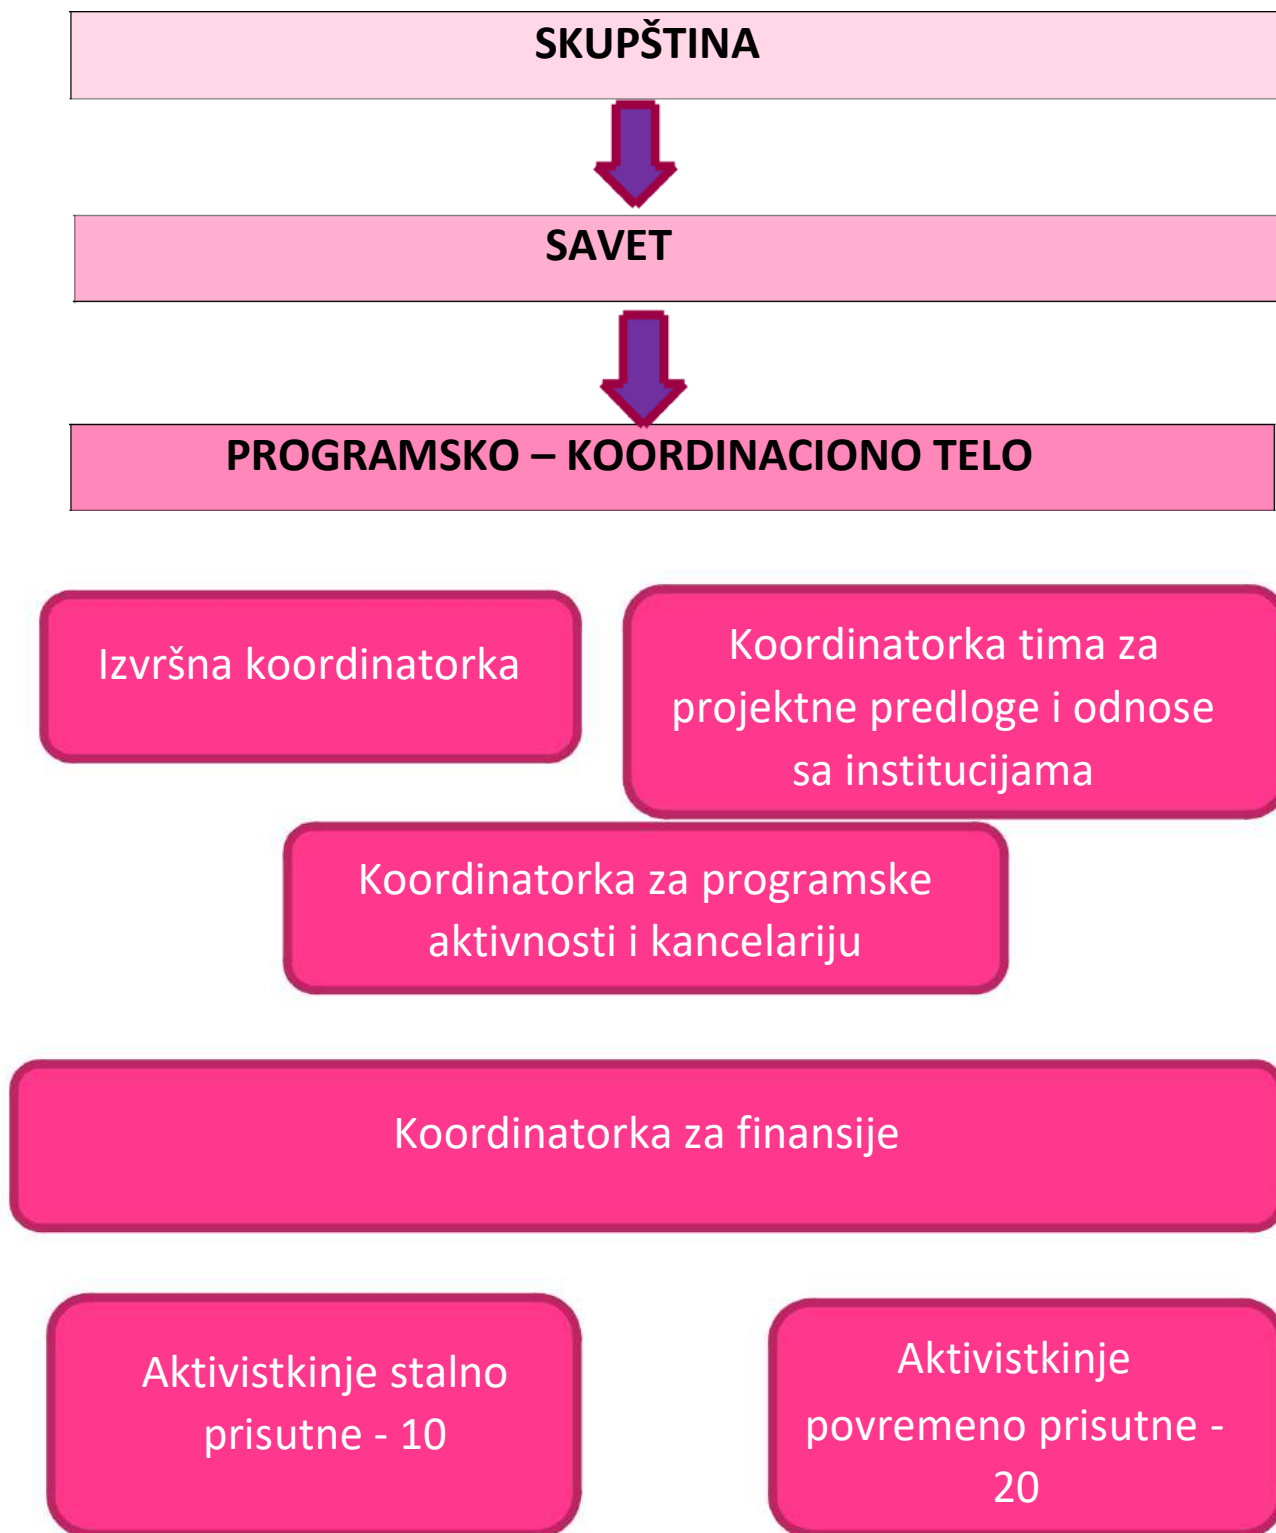 SKUPŠTINA
SAVET
PROGRAMSKO – KOORDINACIONO TELO
Izvršna koordinatorka
Koordinatorka tima za
projektne predloge i odnose
sa institucijama
Koordinatorka za programske
aktivnosti i kancelariju
Koordinatorka za finansije
Aktivistkinje stalno
prisutne - 10
Aktivistkinje
povremeno prisutne -
20